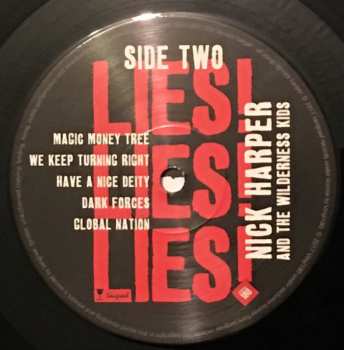 SIDE TWO
LIES!
LIES!
LIES!
MAGIC MONEY TREE
WE KEEP TURNING RIGHT
HAVE A NICE DEITY
DARK FORCES
GLOBAL NATION
NICK HARPER
AND THE WILDERNESS KIDS